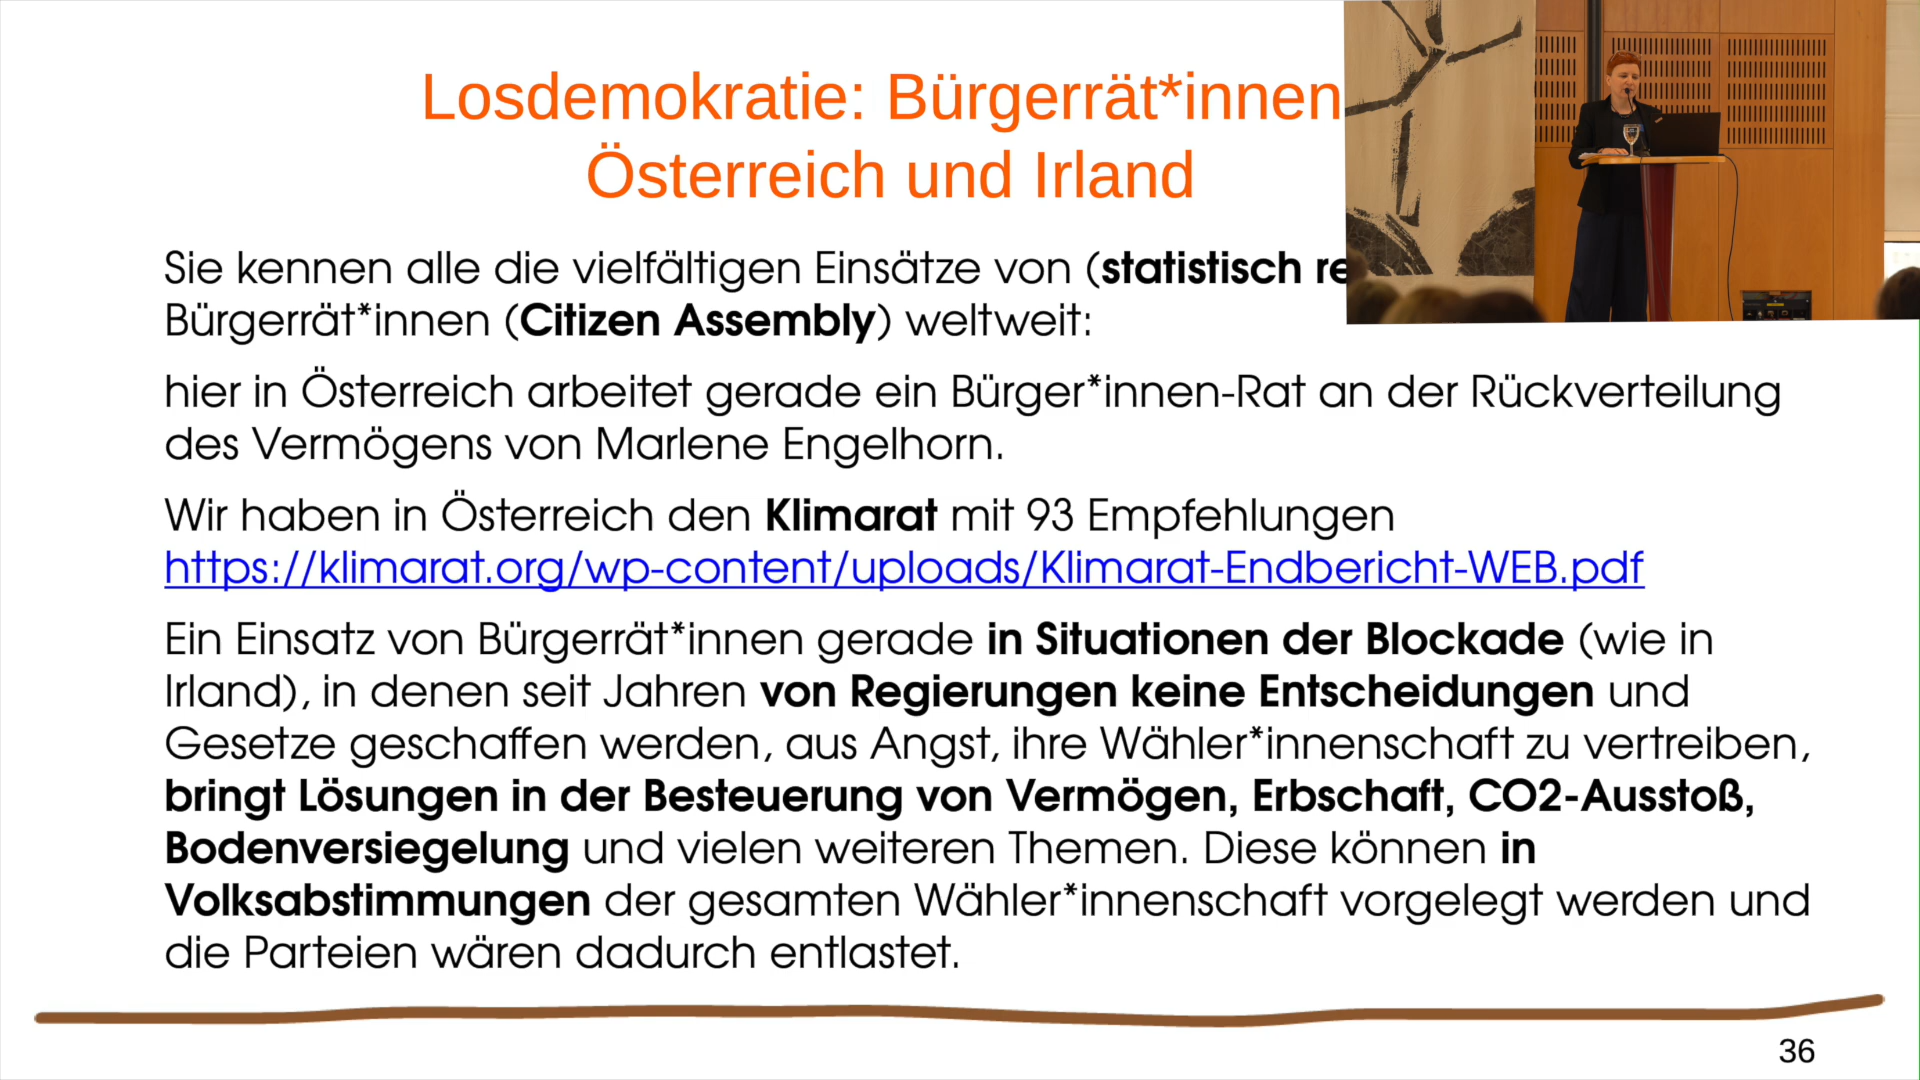 Losdemokratie: Bürgerrät*innen
Österreich und Irland
Sie kennen alle die vielfältigen Einsätze von (statistisch
Bürgerrät*innen (Citizen Assembly) weltweit:
hier in Österreich arbeitet gerade ein Bürger*innen-Rat an der Rückverteilung
des Vermögens von Marlene Engelhorn.
Wir haben in Österreich den Klimarat mit 93 Empfehlungen
https://klimarat.org/wp-content/uploads/Klimarat-Endbericht-WEB.pdf
Ein Einsatz von Bürgerrät*innen gerade in Situationen der Blockade (wie in
Irland), in denen seit Jahren von Regierungen keine Entscheidungen und
Gesetze geschaffen werden, aus Angst, ihre Wähler*innenschaft zu vertreiben,
bringt Lösungen in der Besteuerung von Vermögen, Erbschaft, CO2-Ausstoß,
Bodenversiegelung und vielen weiteren Themen. Diese können in
Volksabstimmungen der gesamten Wähler*innenschaft vorgelegt werden und
die Parteien wären dadurch entlastet.
36